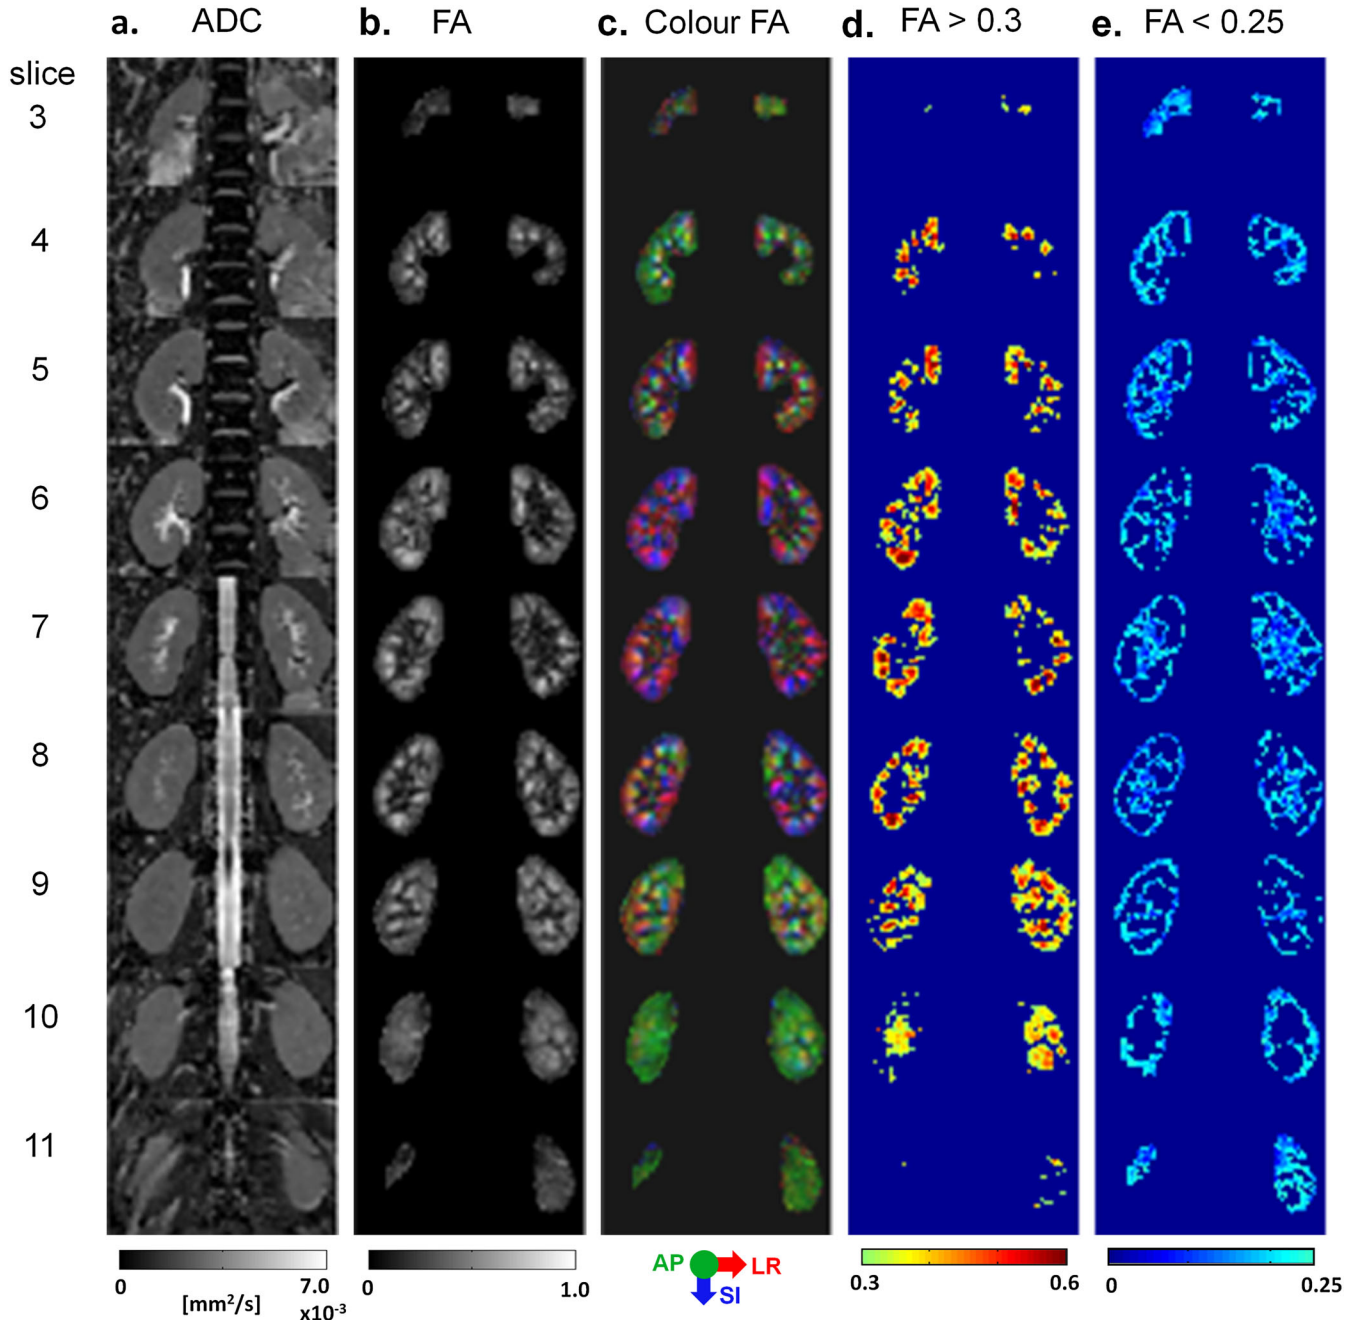 a. ADC b. FA c. Colour FA d. FA > 0.3 e. FA < 0.25
slice
3
4
5
6
7
8
9
10
11
AP LR
SI
0 7.0
[mm²/s] x10⁻³
0 1.0
0.3 0.6
0 0.25